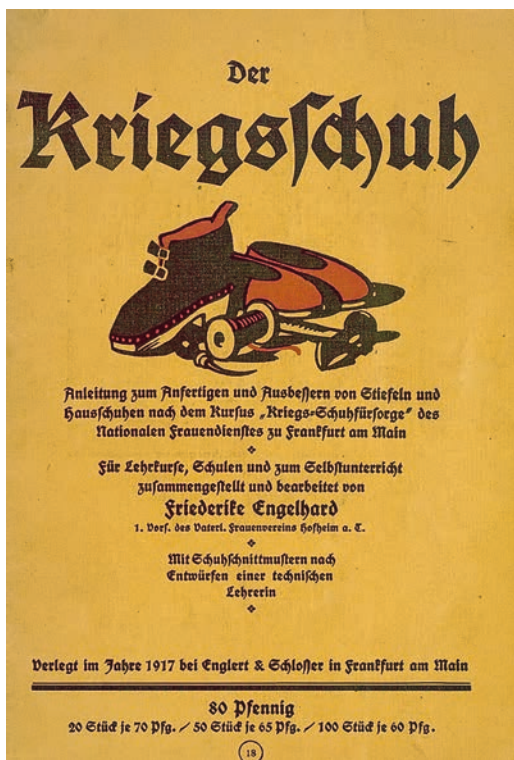 Der
Kriegsschuh
Anleitung zum Anfertigen und Ausbessern von Stiefeln und
Hausschuhen nach dem Kursus „Kriegs=Schuhfürsorge" des
Nationalen Frauendienstes zu Frankfurt am Main
Für Lehrkurse, Schulen und zum Selbstunterricht
zusammengestellt und bearbeitet von
Friederike Engelhard
1. Vors. des Vaterl. Frauenvereins Hofheim a. T.
Mit Schuhschnittmustern nach
Entwürfen einer technischen
Lehrerin
Verlegt im Jahre 1917 bei Englert & Schlosser in Frankfurt am Main
80 Pfennig
20 Stück je 70 Pfg. / 50 Stück je 65 Pfg. / 100 Stück je 60 Pfg.
18